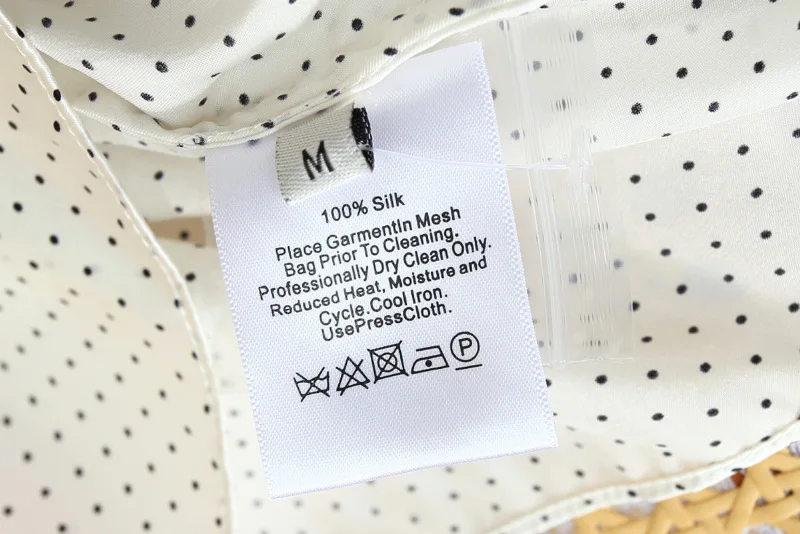 M
100% Silk
Place GarmentIn Mesh
Bag Prior To Cleaning.
Professionally Dry Clean Only.
Reduced Heat, Moisture and
Cycle.Cool Iron.
UsePressCloth.
P